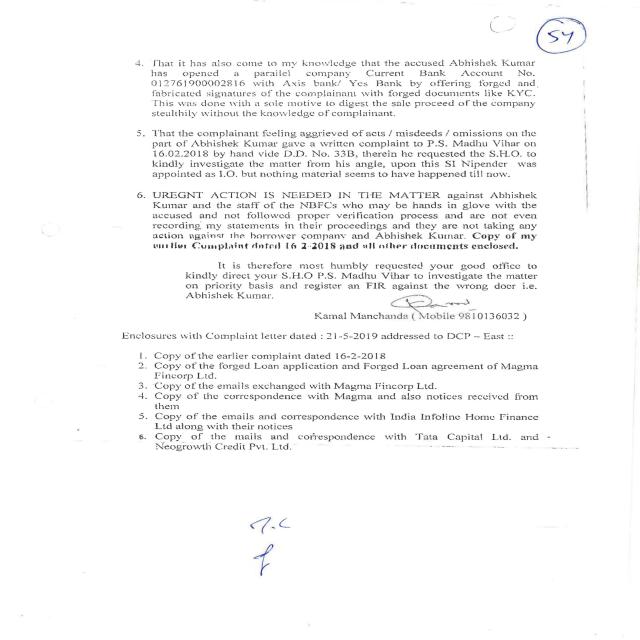 54
4. That it has also come to my knowledge that the accused Abhishek Kumar
has opened a parallel company Current Bank Account No.
012761900002816 with Axis bank/ Yes Bank by offering forged and
fabricated signatures of the complainant with forged documents like KYC.
This was done with a sole motive to digest the sale proceed of the company
stealthily without the knowledge of complainant.
5. That the complainant feeling aggrieved of acts / misdeeds / omissions on the
part of Abhishek Kumar gave a written complaint to P.S. Madhu Vihar on
16.02.2018 by hand vide D.D. No. 33B, therein he requested the S.H.O. to
kindly investigate the matter from his angle, upon this SI Nipender was
appointed as I.O. but nothing material seems to have happened till now.
6. UREGNT ACTION IS NEEDED IN THE MATTER against Abhishek
Kumar and the staff of the NBFCs who may be hands in glove with the
accused and not followed proper verification process and are not even
recording my statements in their proceedings and they are not taking any
action against the borrower company and Abhishek Kumar. Copy of my
earlier Complaint dated 16-2-2018 and all other documents enclosed.
It is therefore most humbly requested your good office to
kindly direct your S.H.O P.S. Madhu Vihar to investigate the matter
on priority basis and register an FIR against the wrong doer i.e.
Abhishek Kumar.
Kamal Manchanda ( Mobile 9810136032 )
Enclosures with Complaint letter dated : 21-5-2019 addressed to DCP – East ::
1. Copy of the earlier complaint dated 16-2-2018
2. Copy of the forged Loan application and Forged Loan agreement of Magma
Fincorp Ltd.
3. Copy of the emails exchanged with Magma Fincorp Ltd.
4. Copy of the correspondence with Magma and also notices received from
them
5. Copy of the emails and correspondence with India Infoline Home Finance
Ltd along with their notices
6. Copy of the mails and correspondence with Tata Capital Ltd. and -
Neogrowth Credit Pvt. Ltd.